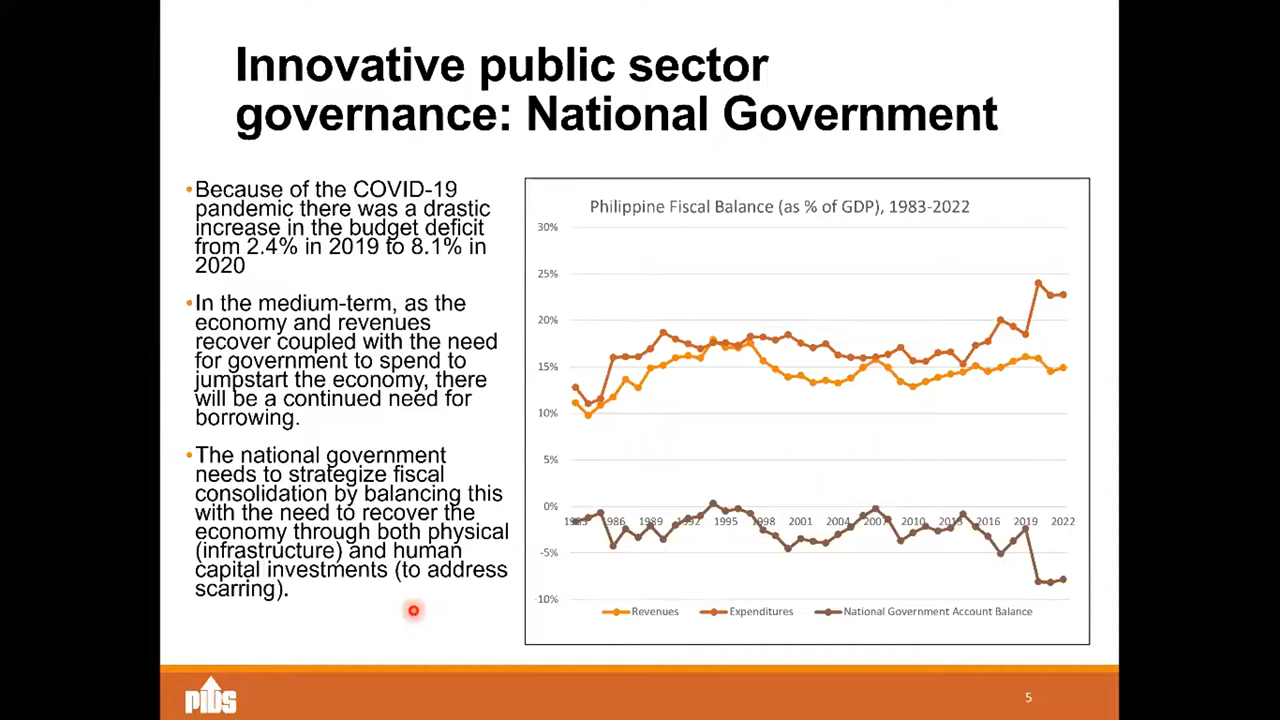 Innovative public sector
governance: National Government
•Because of the COVID-19
pandemic there was a drastic
increase in the budget deficit
from 2.4% in 2019 to 8.1% in
2020
•In the medium-term, as the
economy and revenues
recover coupled with the need
for government to spend to
jumpstart the economy, there
will be a continued need for
borrowing.
•The national government
needs to strategize fiscal
consolidation by balancing this
with the need to recover the
economy through both physical
(infrastructure) and human
capital investments (to address
scarring).
Philippine Fiscal Balance (as % of GDP), 1983-2022
30%
25%
20%
15%
10%
5%
0%
1983 1986 1989 1992 1995 1998 2001 2004 2007 2010 2013 2016 2019 2022
-5%
-10%
Revenues Expenditures National Government Account Balance
PIDS
5